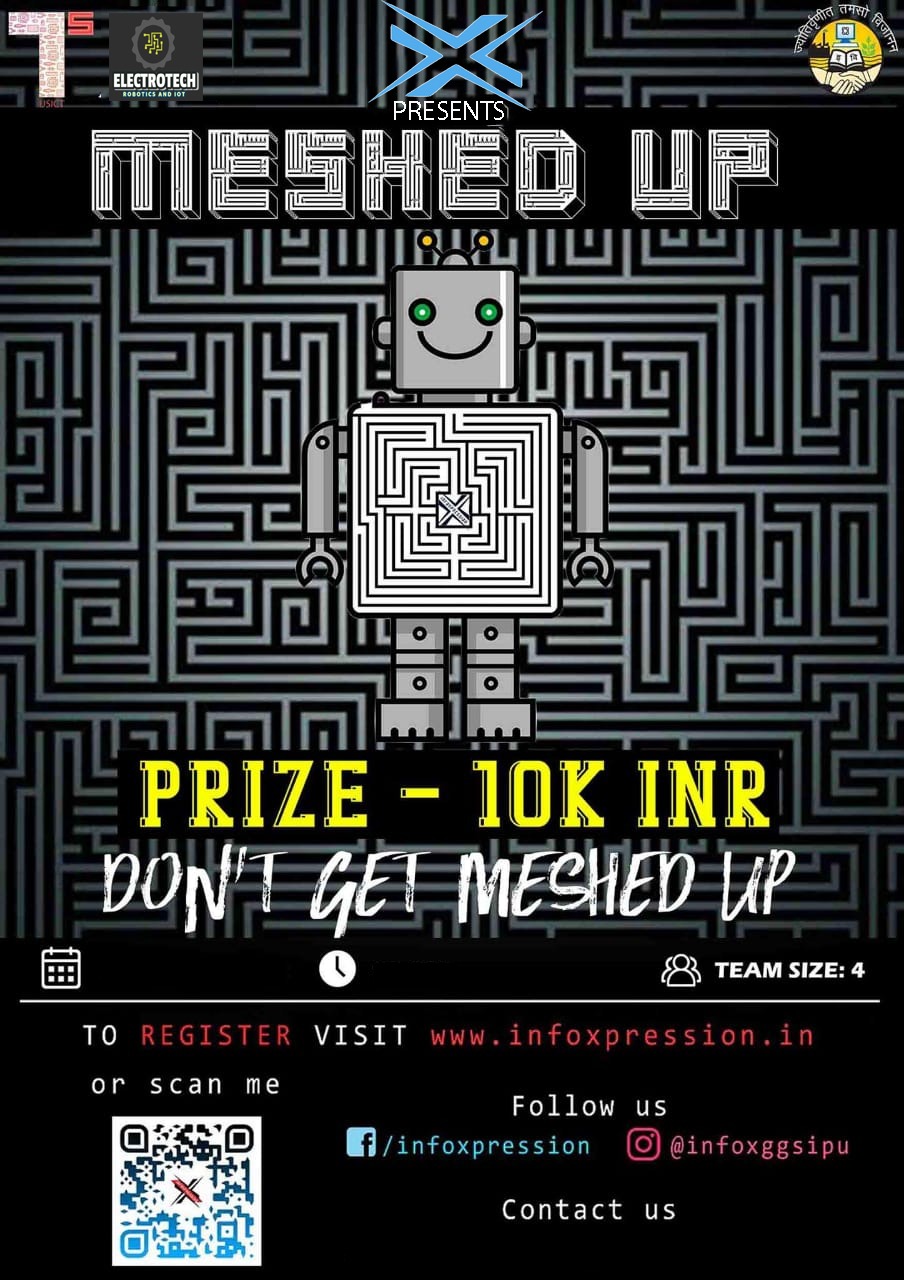 USICT
ELECTROTECH
ROBOTICS AND IOT
ज्योतिर्वृणीत तमसो विजानन
PRESENTS
MESHED UP
PRIZE - 10K INR
DON'T GET MESHED UP
TEAM SIZE: 4
TO REGISTER VISIT www.infoxpression.in
or scan me
Follow us
/infoxpression
@infoxggsipu
Contact us